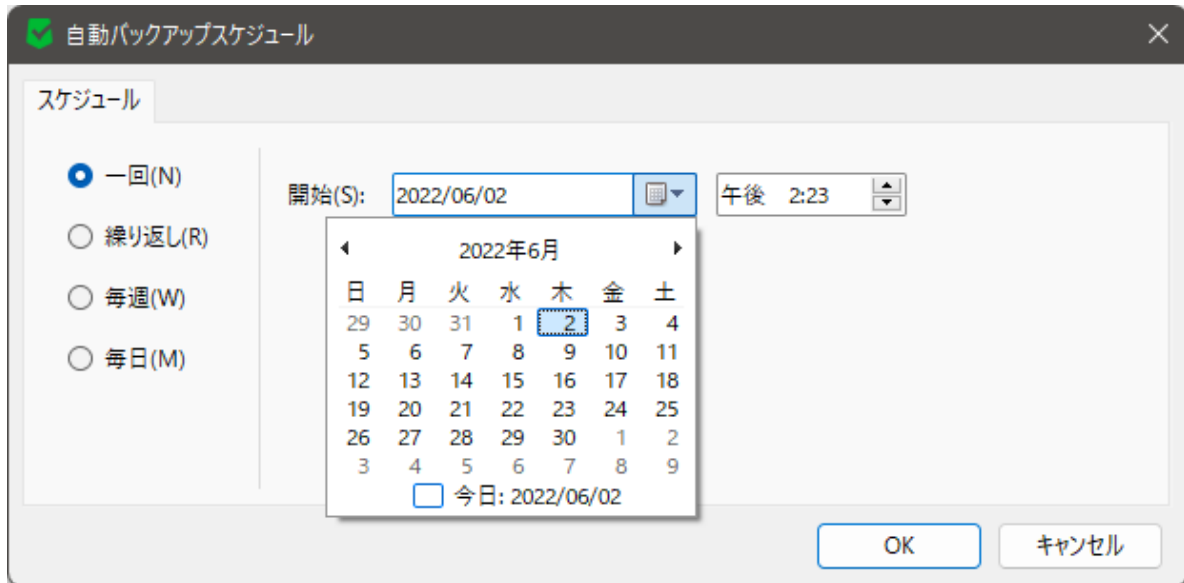 自動バックアップスケジュール
スケジュール
一回(N)
繰り返し(R)
毎週(W)
毎日(M)
開始(S): 2022/06/02 午後 2:23
2022年6月
日 月 火 水 木 金 土
29 30 31 1 2 3 4
5 6 7 8 9 10 11
12 13 14 15 16 17 18
19 20 21 22 23 24 25
26 27 28 29 30 1 2
3 4 5 6 7 8 9
今日: 2022/06/02
OK キャンセル